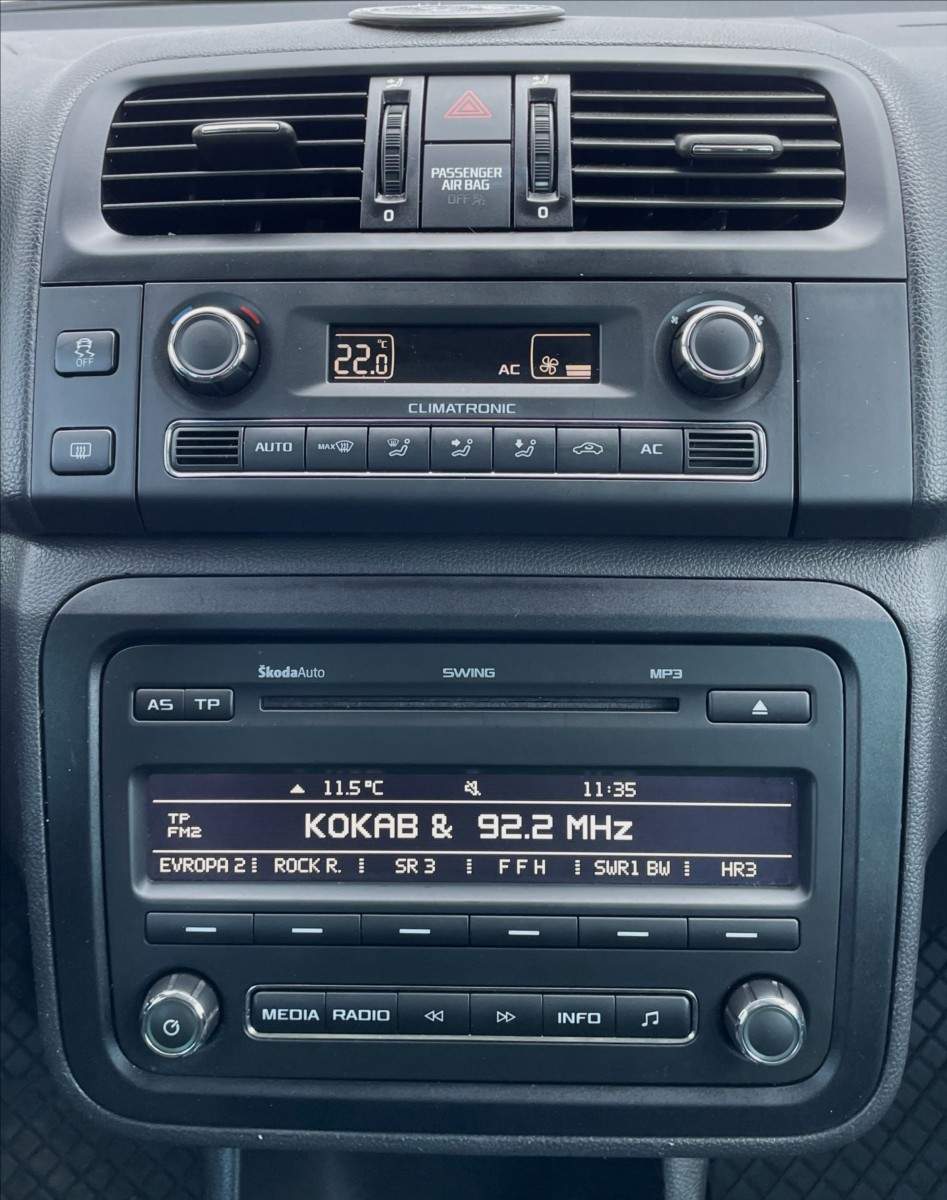 PASSENGER
AIR BAG
OFF
0
0
OFF
22.0 °C
AC
CLIMATRONIC
AUTO
MAX
AC
ŠkodaAuto
SWING
MP3
AS
TP
11.5°C
11:35
TP
FM2
KOKAB & 92.2 MHz
EVROPA 2
ROCK R.
SR 3
F F H
SWR1 BW
HR3
MEDIA
RADIO
INFO